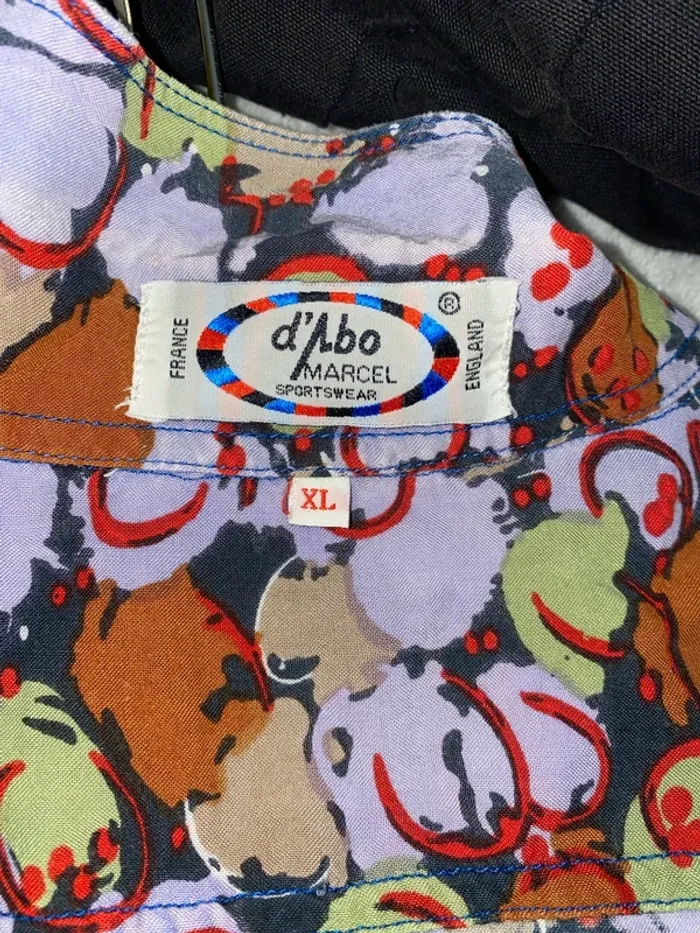 FRANCE
d'Abo
MARCEL
SPORTSWEAR
®
ENGLAND
XL